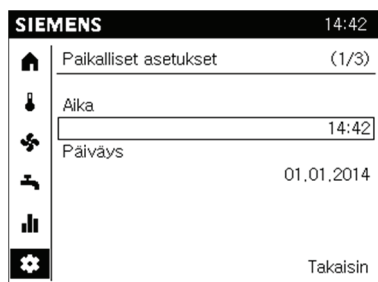 SIEMENS 14:42
Paikalliset asetukset (1/3)
Aika
14:42
Päiväys
01.01.2014
Takaisin